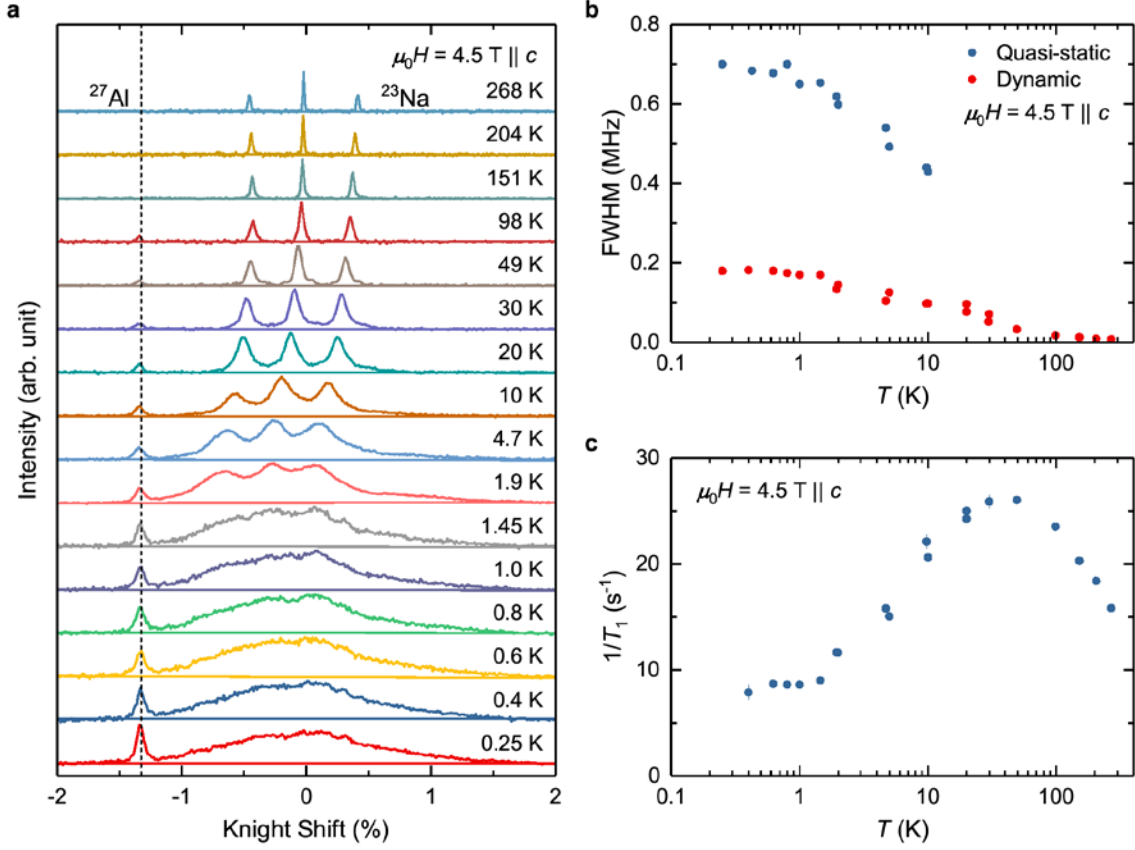 a
μ₀H = 4.5 T || c
²⁷Al
²³Na
268 K
204 K
151 K
98 K
49 K
30 K
20 K
10 K
4.7 K
1.9 K
1.45 K
1.0 K
0.8 K
0.6 K
0.4 K
0.25 K
Intensity (arb. unit)
-2 -1 0 1 2
Knight Shift (%)
b
0.8
0.6
0.4
0.2
0.0
FWHM (MHz)
Quasi-static
Dynamic
μ₀H = 4.5 T || c
0.1 1 10 100
T (K)
c
μ₀H = 4.5 T || c
30
20
10
0
1/T₁ (s⁻¹)
0.1 1 10 100
T (K)